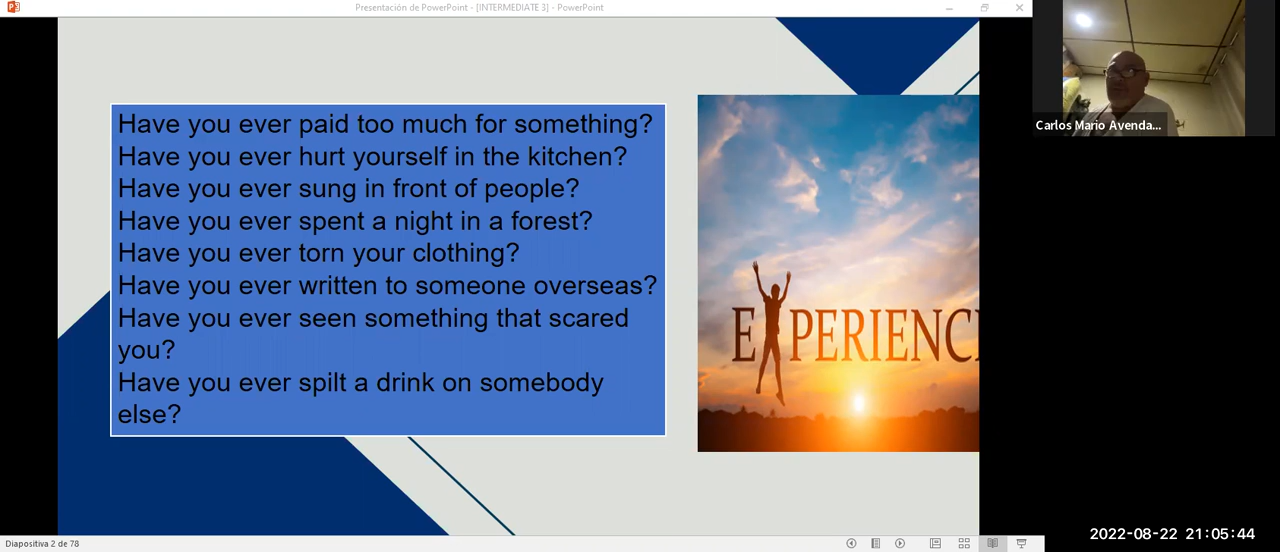 Presentación de PowerPoint - [INTERMEDIATE 3] - PowerPoint
Have you ever paid too much for something?
Have you ever hurt yourself in the kitchen?
Have you ever sung in front of people?
Have you ever spent a night in a forest?
Have you ever torn your clothing?
Have you ever written to someone overseas?
Have you ever seen something that scared
you?
Have you ever spilt a drink on somebody
else?
EXPERIENC
Carlos Mario Avenda...
Diapositiva 2 de 78
2022-08-22 21:05:44